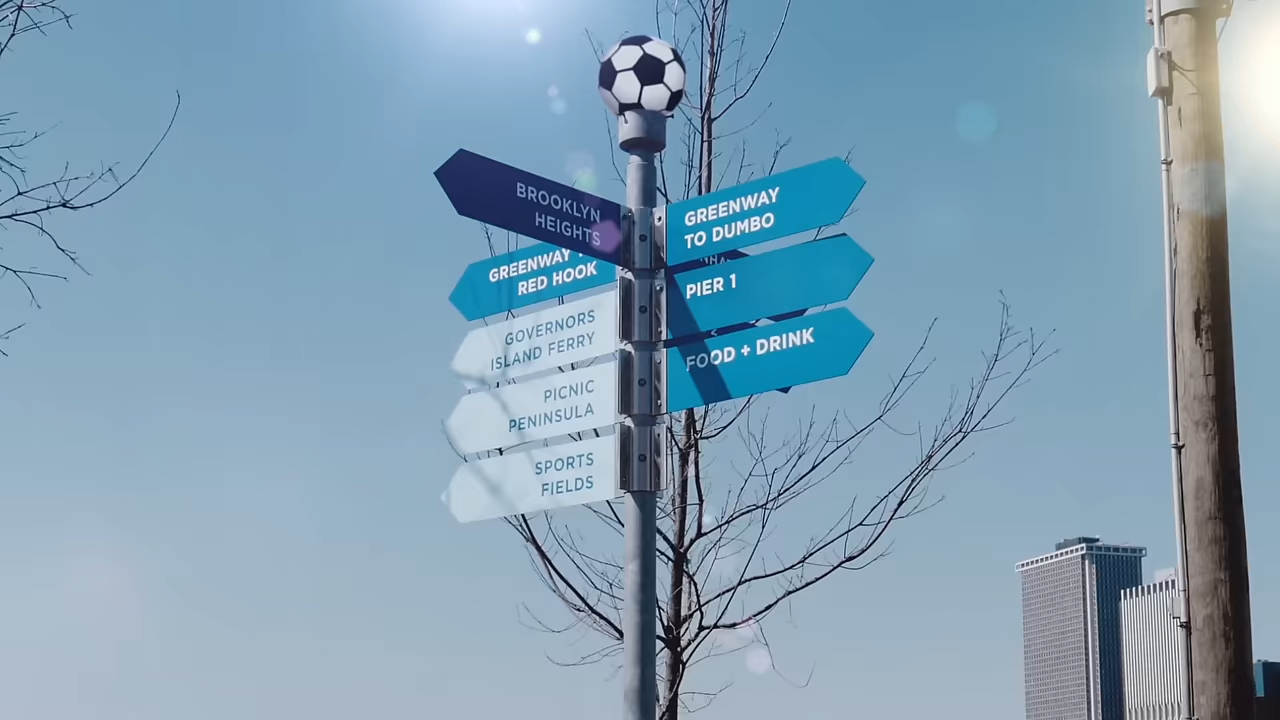 BROOKLYN
HEIGHTS
GREENWAY
RED HOOK
GOVERNORS
ISLAND FERRY
PICNIC
PENINSULA
SPORTS
FIELDS
GREENWAY
TO DUMBO
PIER 1
FOOD + DRINK